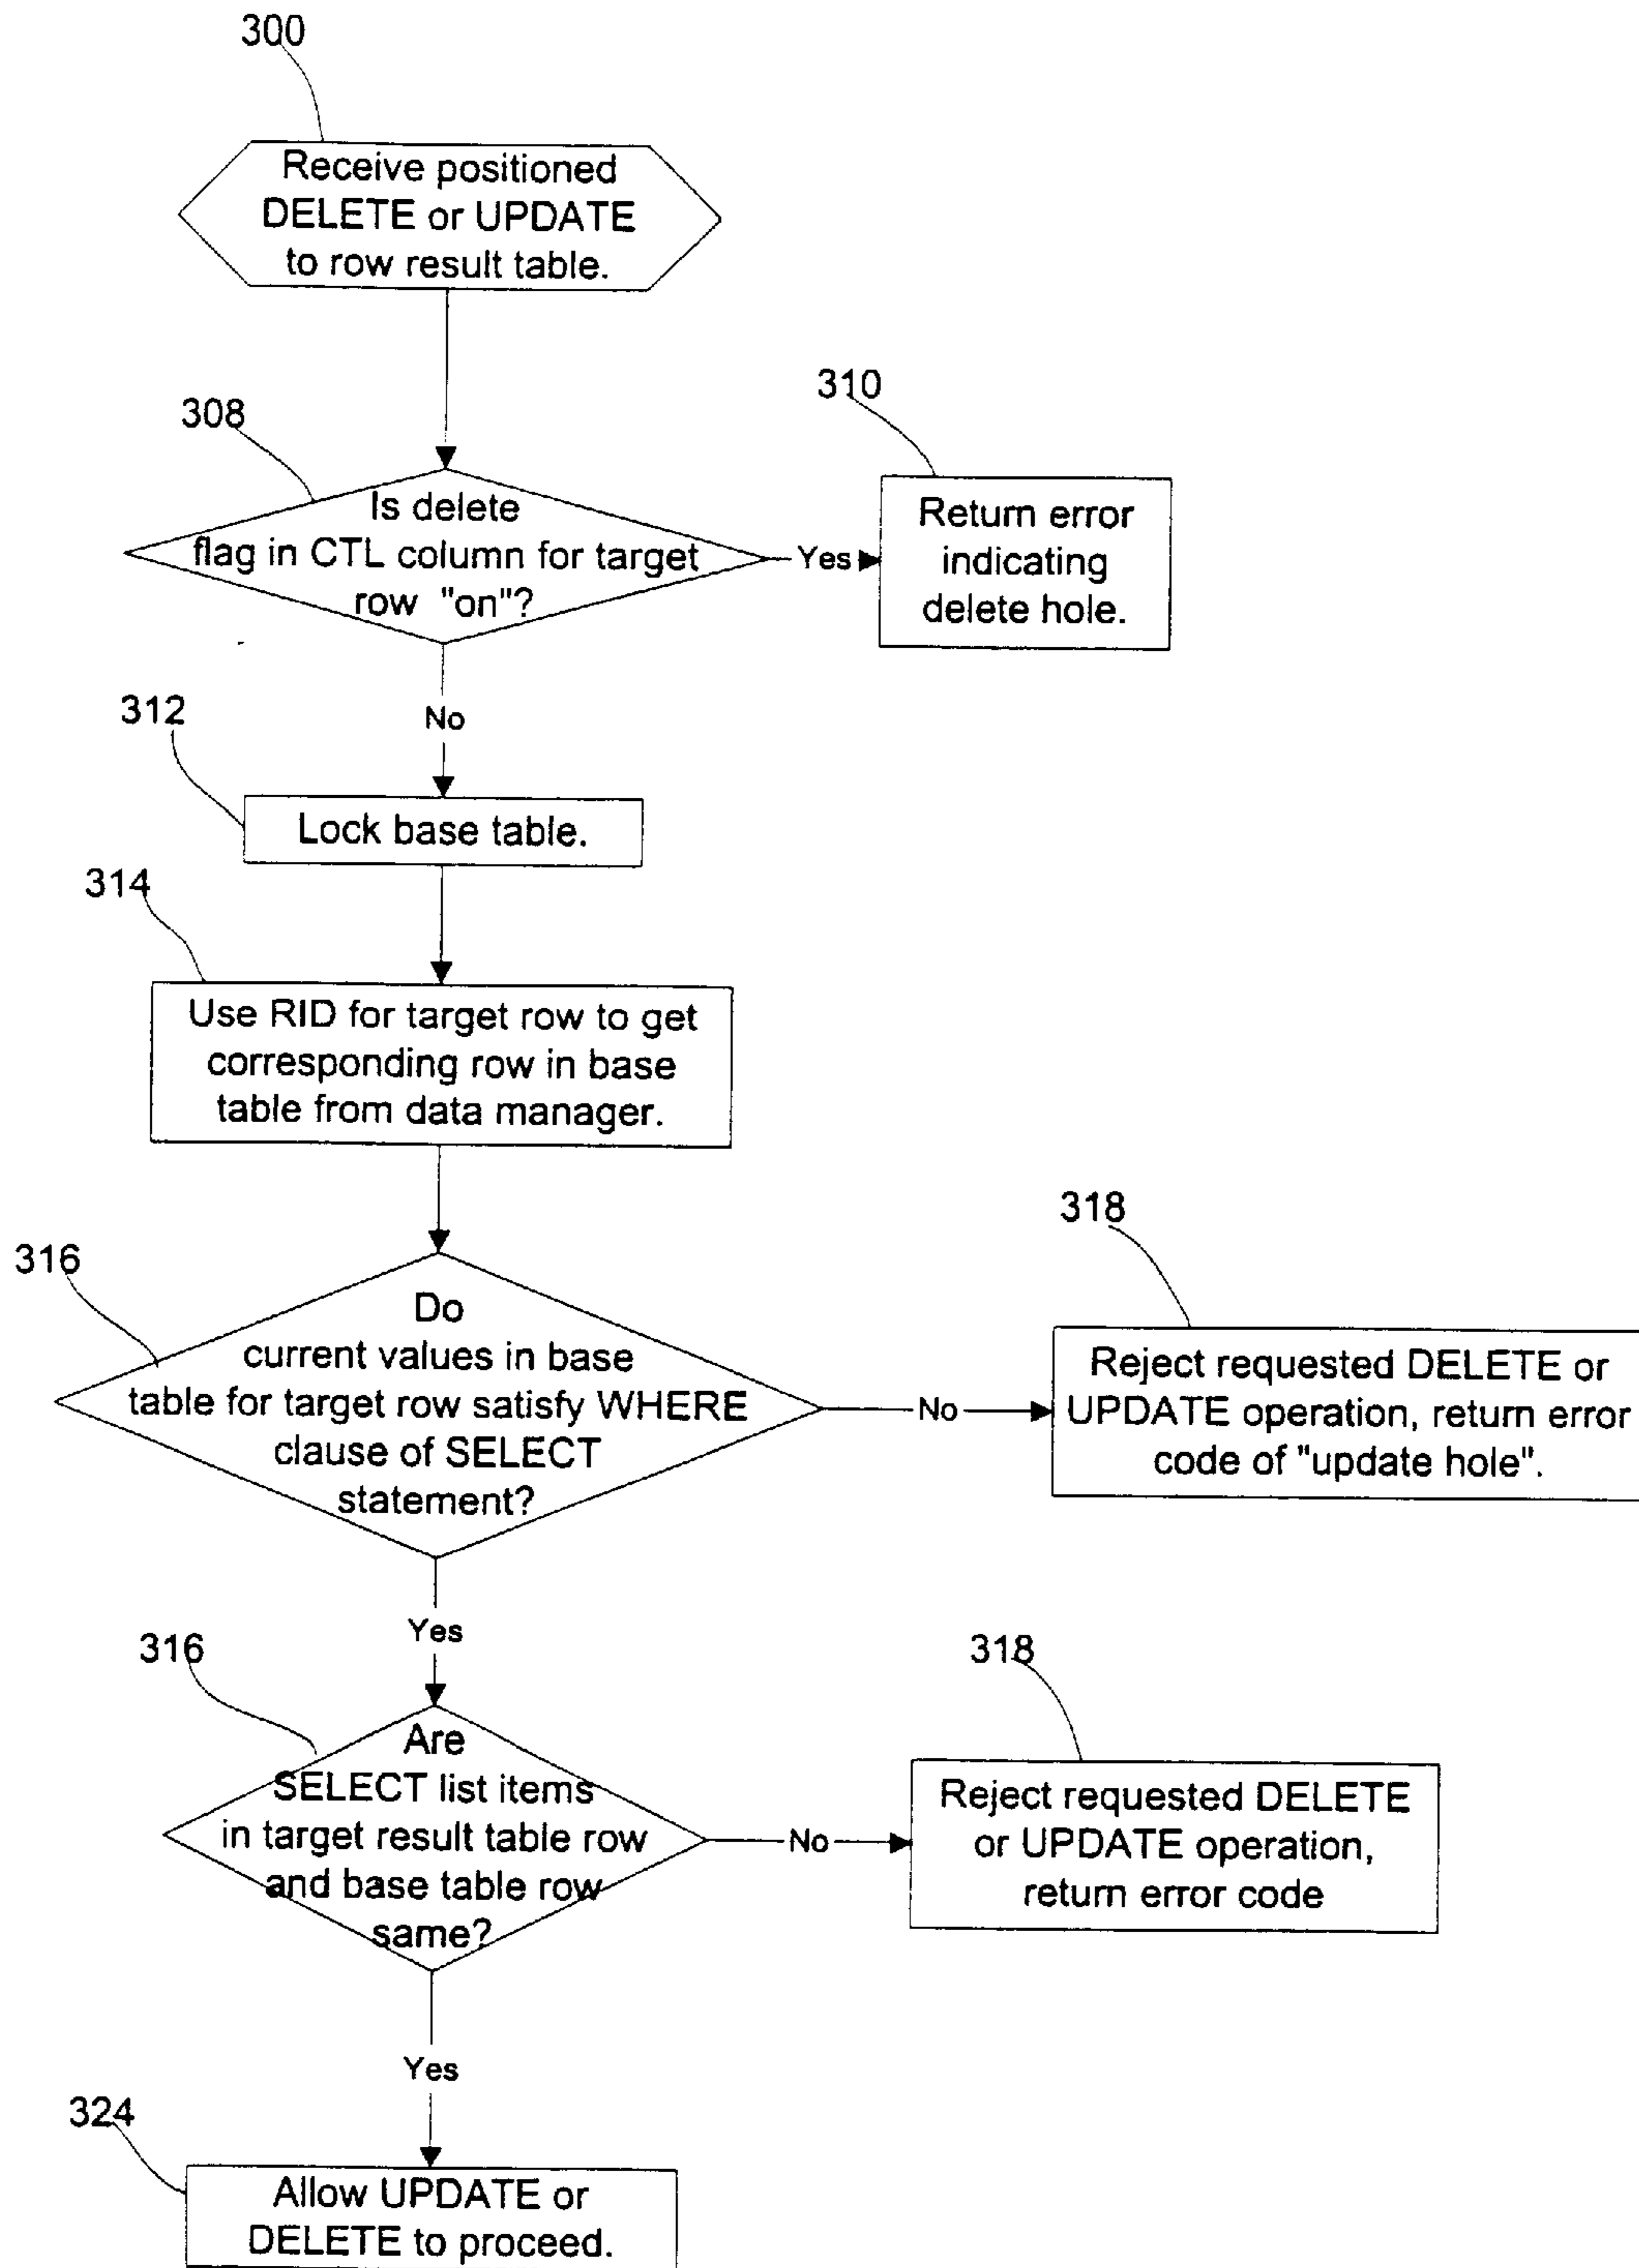 300
Receive positioned
DELETE or UPDATE
to row result table.
308
Is delete
flag in CTL column for target
row "on"?
Yes
310
Return error
indicating
delete hole.
No
312
Lock base table.
314
Use RID for target row to get
corresponding row in base
table from data manager.
316
Do
current values in base
table for target row satisfy WHERE
clause of SELECT
statement?
No
318
Reject requested DELETE or
UPDATE operation, return error
code of "update hole".
Yes
316
Are
SELECT list items
in target result table row
and base table row
same?
No
318
Reject requested DELETE
or UPDATE operation,
return error code
Yes
324
Allow UPDATE or
DELETE to proceed.